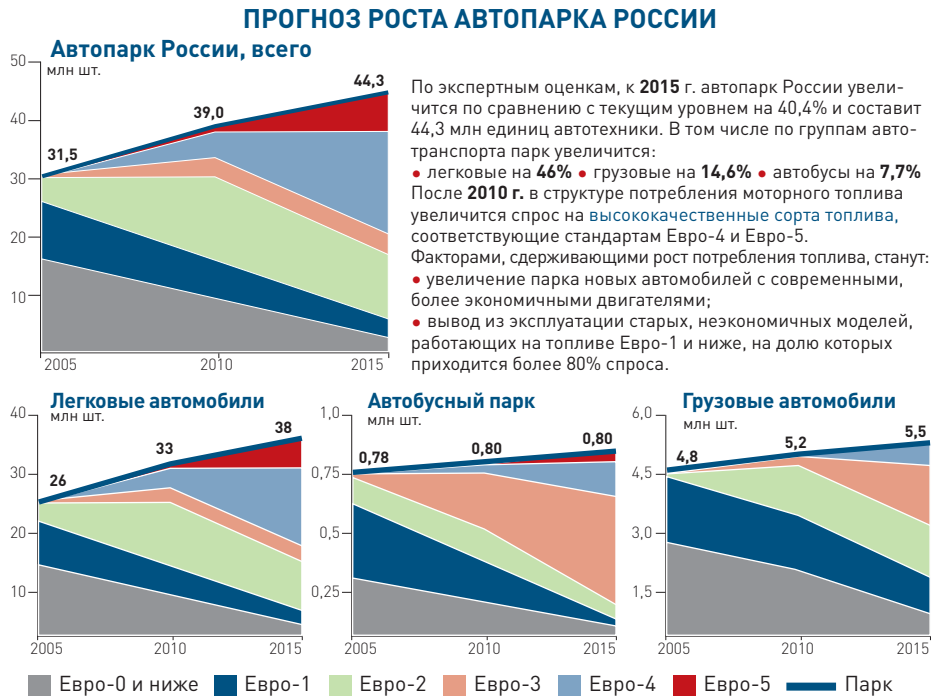 ПРОГНОЗ РОСТА АВТОПАРКА РОССИИ
Автопарк России, всего
млн шт.
50
40
30
20
10
31,5
39,0
44,3
2005
2010
2015
По экспертным оценкам, к 2015 г. автопарк России увели-
чится по сравнению с текущим уровнем на 40,4% и составит
44,3 млн единиц автотехники. В том числе по группам авто-
транспорта парк увеличится:
• легковые на 46% • грузовые на 14,6% • автобусы на 7,7%
После 2010 г. в структуре потребления моторного топлива
увеличится спрос на высококачественные сорта топлива,
соответствующие стандартам Евро-4 и Евро-5.
Факторами, сдерживающими рост потребления топлива, станут:
• увеличение парка новых автомобилей с современными,
более экономичными двигателями;
• вывод из эксплуатации старых, неэкономичных моделей,
работающих на топливе Евро-1 и ниже, на долю которых
приходится более 80% спроса.
Легковые автомобили
млн шт.
40
30
20
10
26
33
38
2005
2010
2015
Автобусный парк
млн шт.
1,0
0,75
0,5
0,25
0,78
0,80
0,80
2005
2010
2015
Грузовые автомобили
млн шт.
6,0
4,5
3,0
1,5
4,8
5,2
5,5
2005
2010
2015
Евро-0 и ниже
Евро-1
Евро-2
Евро-3
Евро-4
Евро-5
Парк